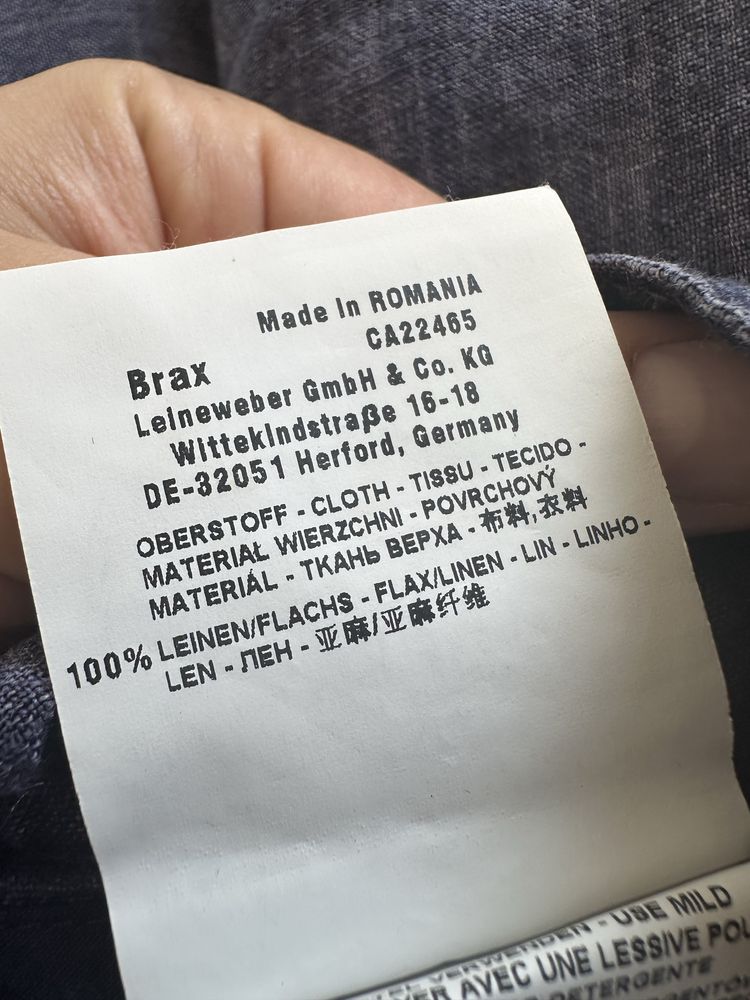 Made In ROMANIA
CA22465
Brax
Leineweber GmbH & Co. KG
Wittekindstraße 16-18
DE-32051 Herford, Germany
OBERSTOFF - CLOTH - TISSU - TECIDO -
MATERIAŁ WIERZCHNI - POVRCHOVÝ
MATERIÁL - ТКАНЬ ВЕРХА - 布料,衣料
100% LEINEN/FLACHS - FLAX/LINEN - LIN - LINHO -
LEN - ЛЕН - 亚麻/亚麻纤维
VERWENDEN - USE MILD
AVEC UNE LESSIVE
DETERGENTE